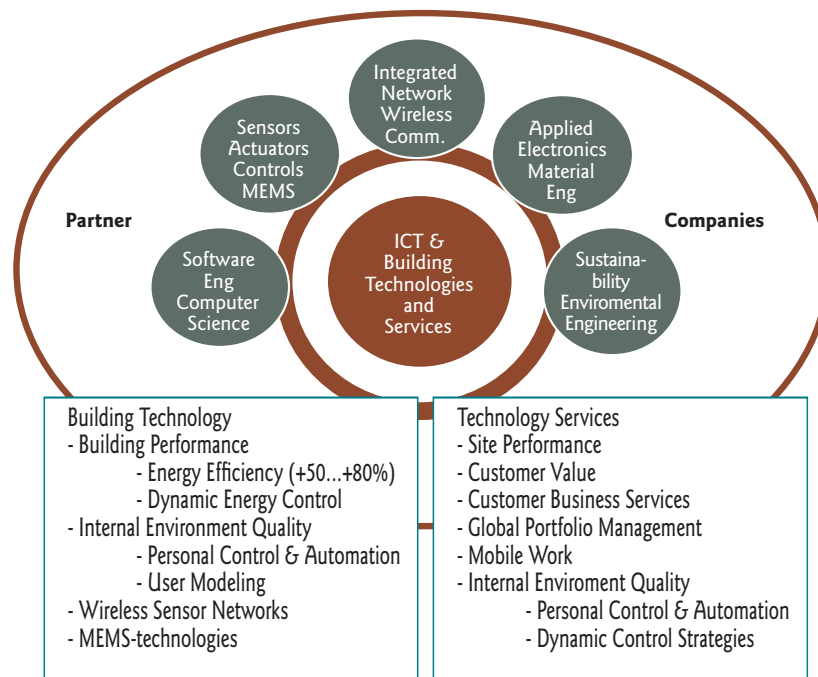 Integrated
Network
Wireless
Comm.
Sensors
Actuators
Controls
MEMS
Applied
Electronics
Material
Eng
Partner
Companies
Software
Eng
Computer
Science
ICT &
Building
Technologies
and
Services
Sustaina-
bility
Enviromental
Engineering
Building Technology
- Building Performance
- Energy Efficiency (+50...+80%)
- Dynamic Energy Control
- Internal Environment Quality
- Personal Control & Automation
- User Modeling
- Wireless Sensor Networks
- MEMS-technologies
Technology Services
- Site Performance
- Customer Value
- Customer Business Services
- Global Portfolio Management
- Mobile Work
- Internal Enviroment Quality
- Personal Control & Automation
- Dynamic Control Strategies